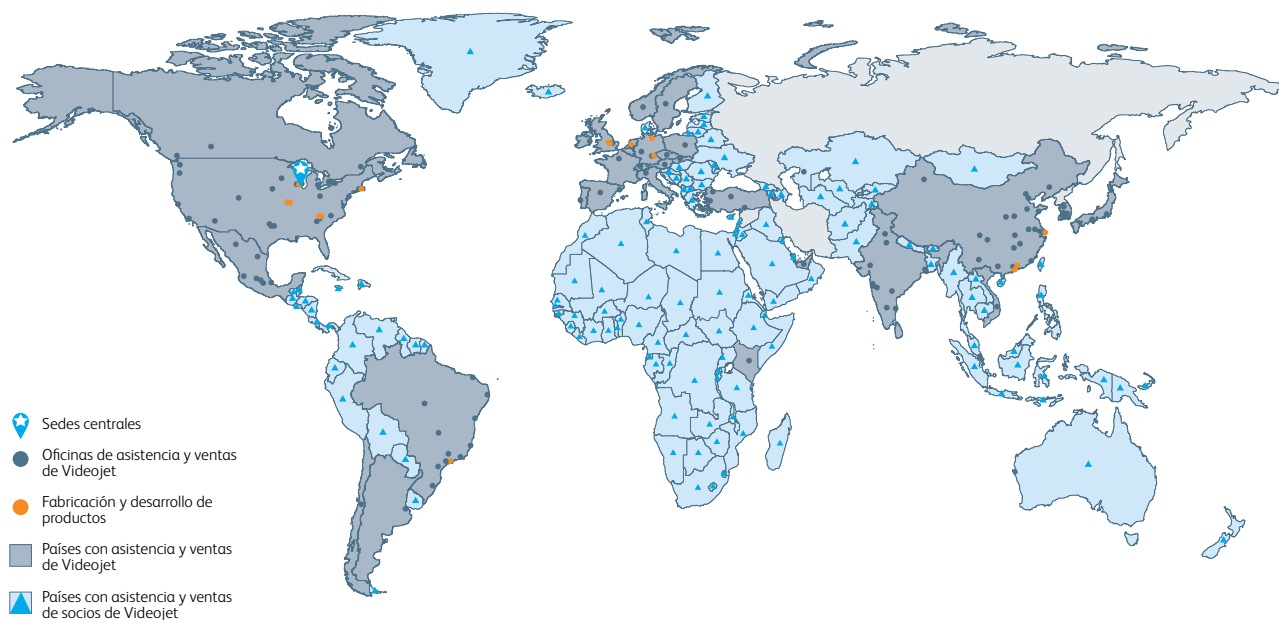 Sedes centrales
Oficinas de asistencia y ventas
de Videojet
Fabricación y desarrollo de
productos
Países con asistencia y ventas
de Videojet
Países con asistencia y ventas
de socios de Videojet